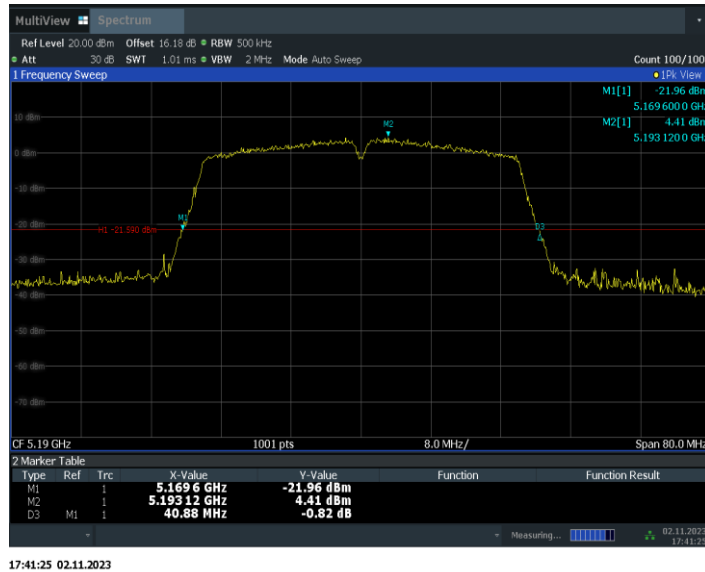 MultiView Spectrum
Ref Level 20.00 dBm Offset 16.18 dB RBW 500 kHz
Att 30 dB SWT 1.01 ms VBW 2 MHz Mode Auto Sweep Count 100/100
1 Frequency Sweep 1Pk View
M1[1] -21.96 dBm
5.169 600 0 GHz
M2[1] 4.41 dBm
5.193 120 0 GHz
10 dBm
M2
0 dBm
-10 dBm
M1
-20 dBm
H1 -21.590 dBm
D3
-30 dBm
-40 dBm
-50 dBm
-60 dBm
-70 dBm
CF 5.19 GHz 1001 pts 8.0 MHz/ Span 80.0 MHz
2 Marker Table
Type Ref Trc X-Value Y-Value Function Function Result
M1 1 5.169 6 GHz -21.96 dBm
M2 1 5.193 12 GHz 4.41 dBm
D3 M1 1 40.88 MHz -0.82 dB
Measuring... 02.11.2023
17:41:25
17:41:25 02.11.2023